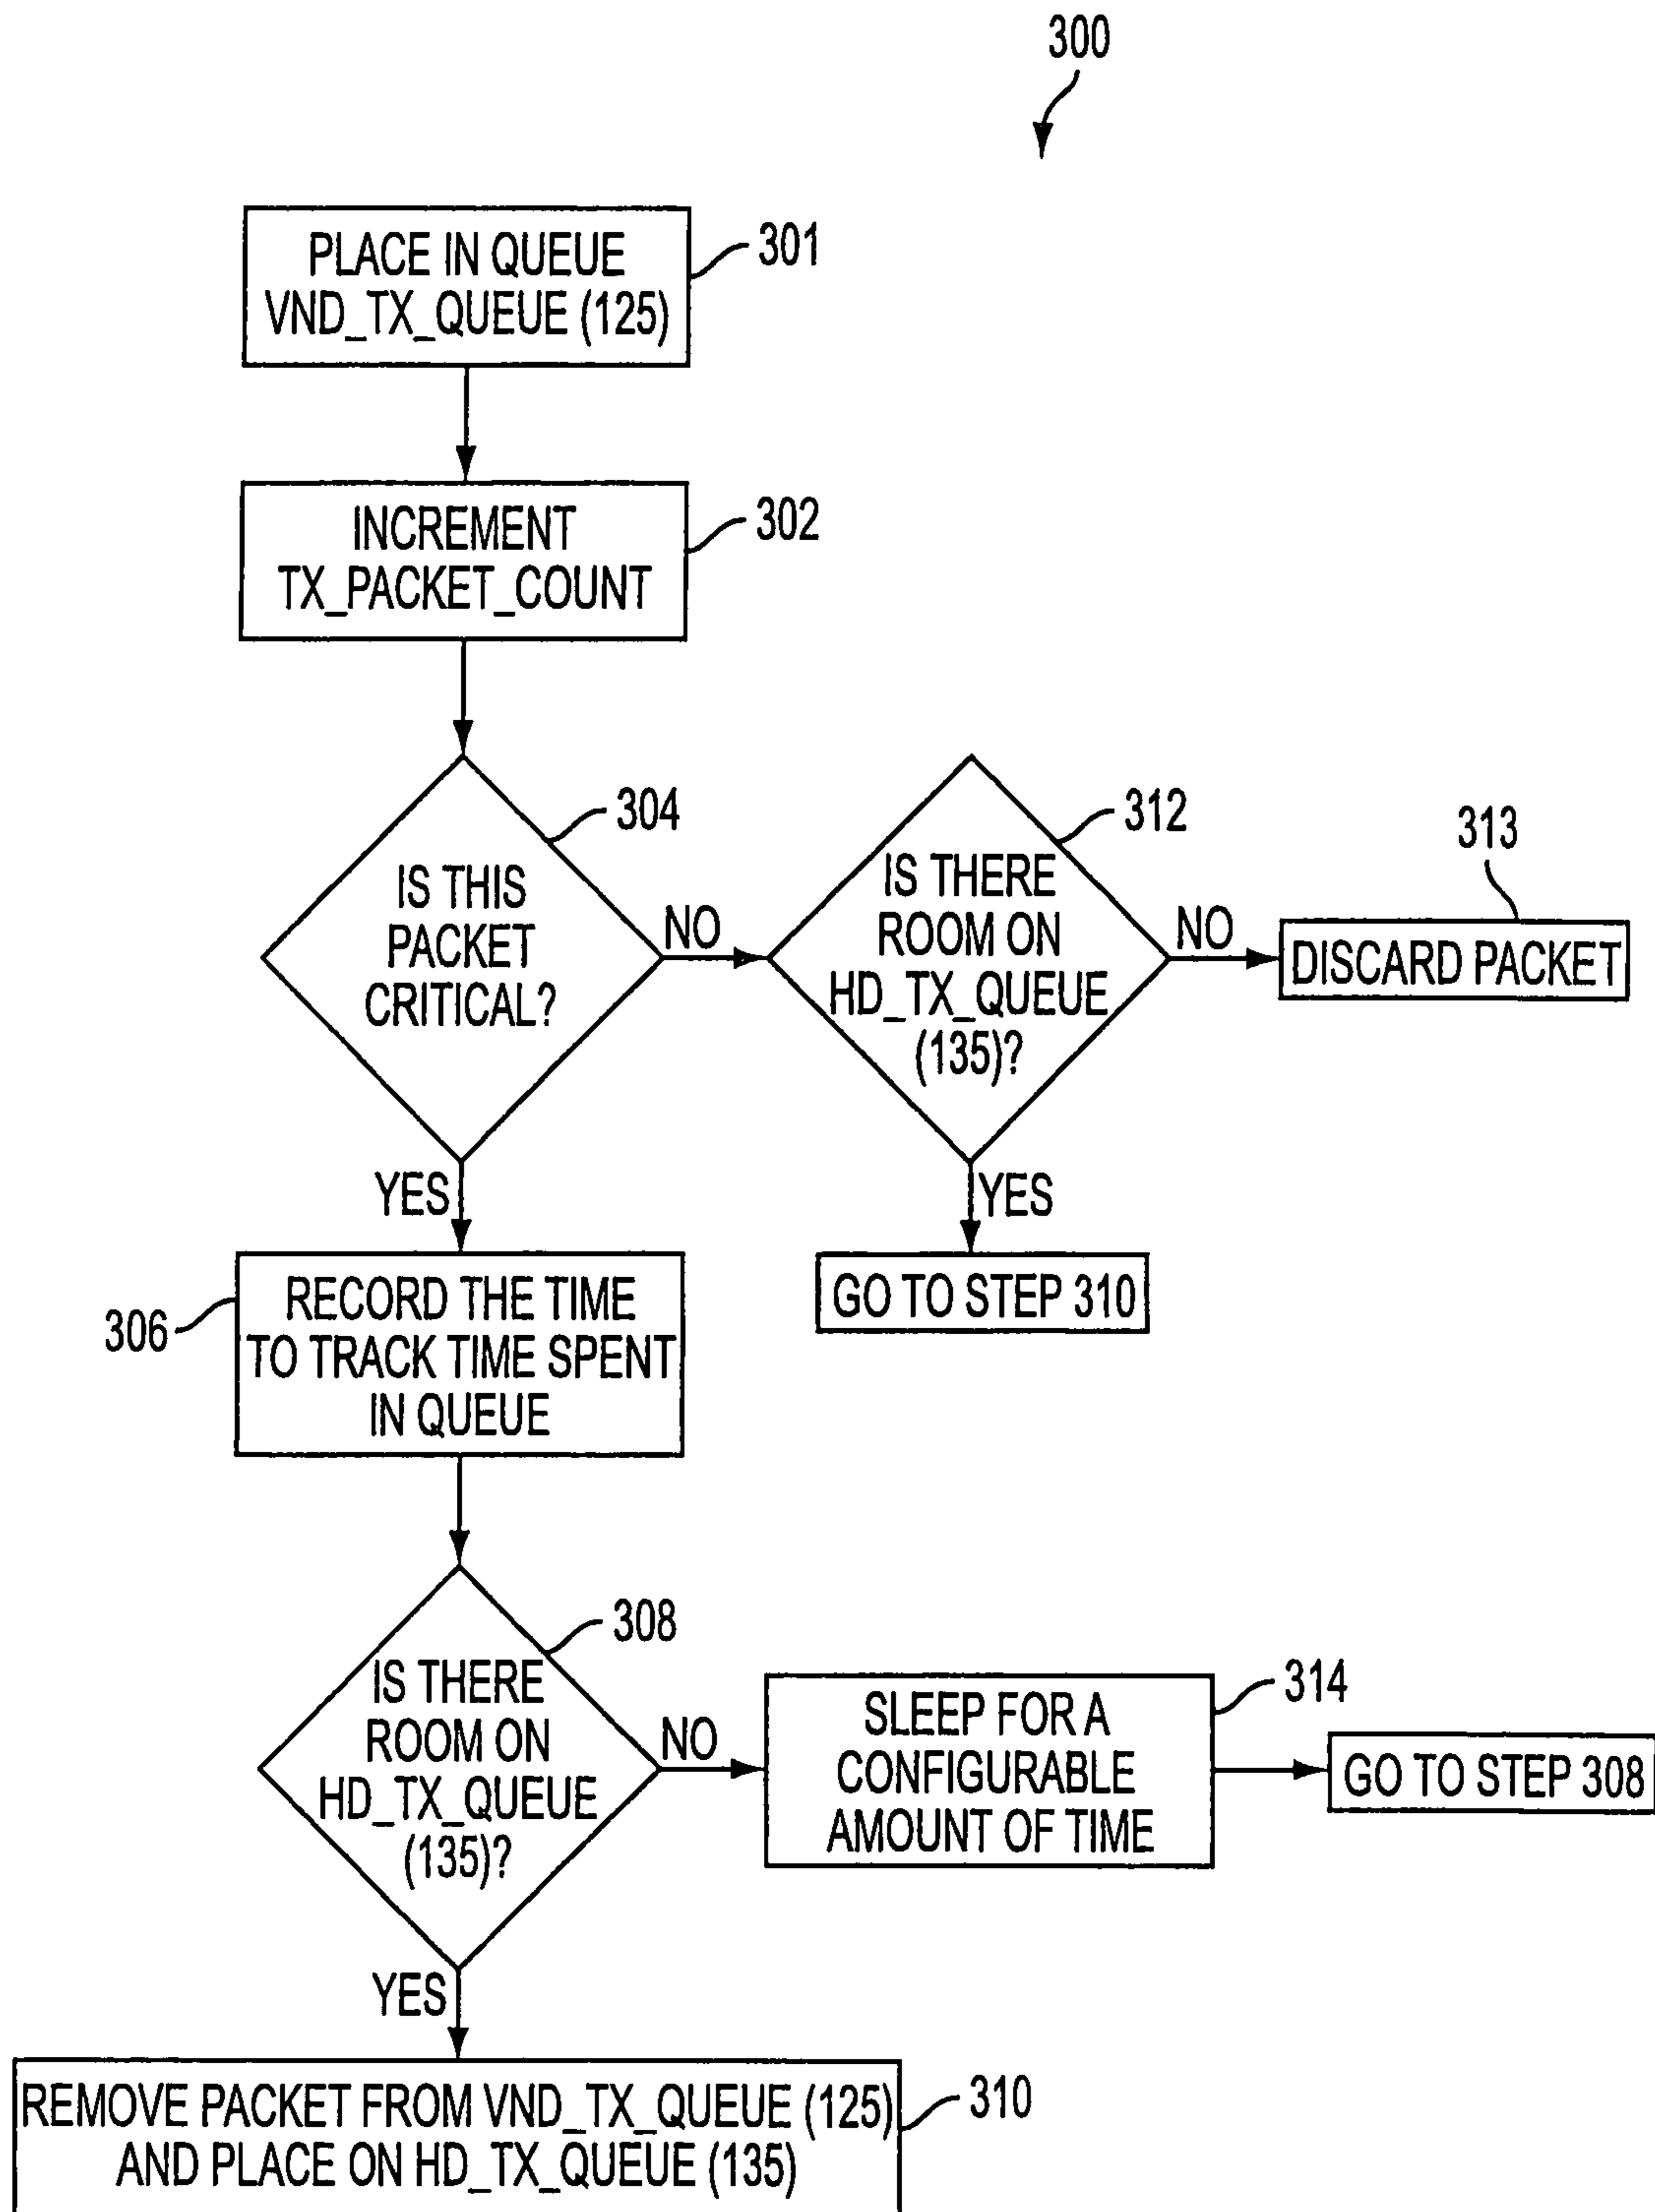 300
PLACE IN QUEUE
VND_TX_QUEUE (125)
301
INCREMENT
TX_PACKET_COUNT
302
IS THIS
PACKET
CRITICAL?
304
NO
IS THERE
ROOM ON
HD_TX_QUEUE
(135)?
312
NO
313
DISCARD PACKET
YES
YES
GO TO STEP 310
306
RECORD THE TIME
TO TRACK TIME SPENT
IN QUEUE
IS THERE
ROOM ON
HD_TX_QUEUE
(135)?
308
NO
SLEEP FOR A
CONFIGURABLE
AMOUNT OF TIME
314
GO TO STEP 308
YES
REMOVE PACKET FROM VND_TX_QUEUE (125)
AND PLACE ON HD_TX_QUEUE (135)
310